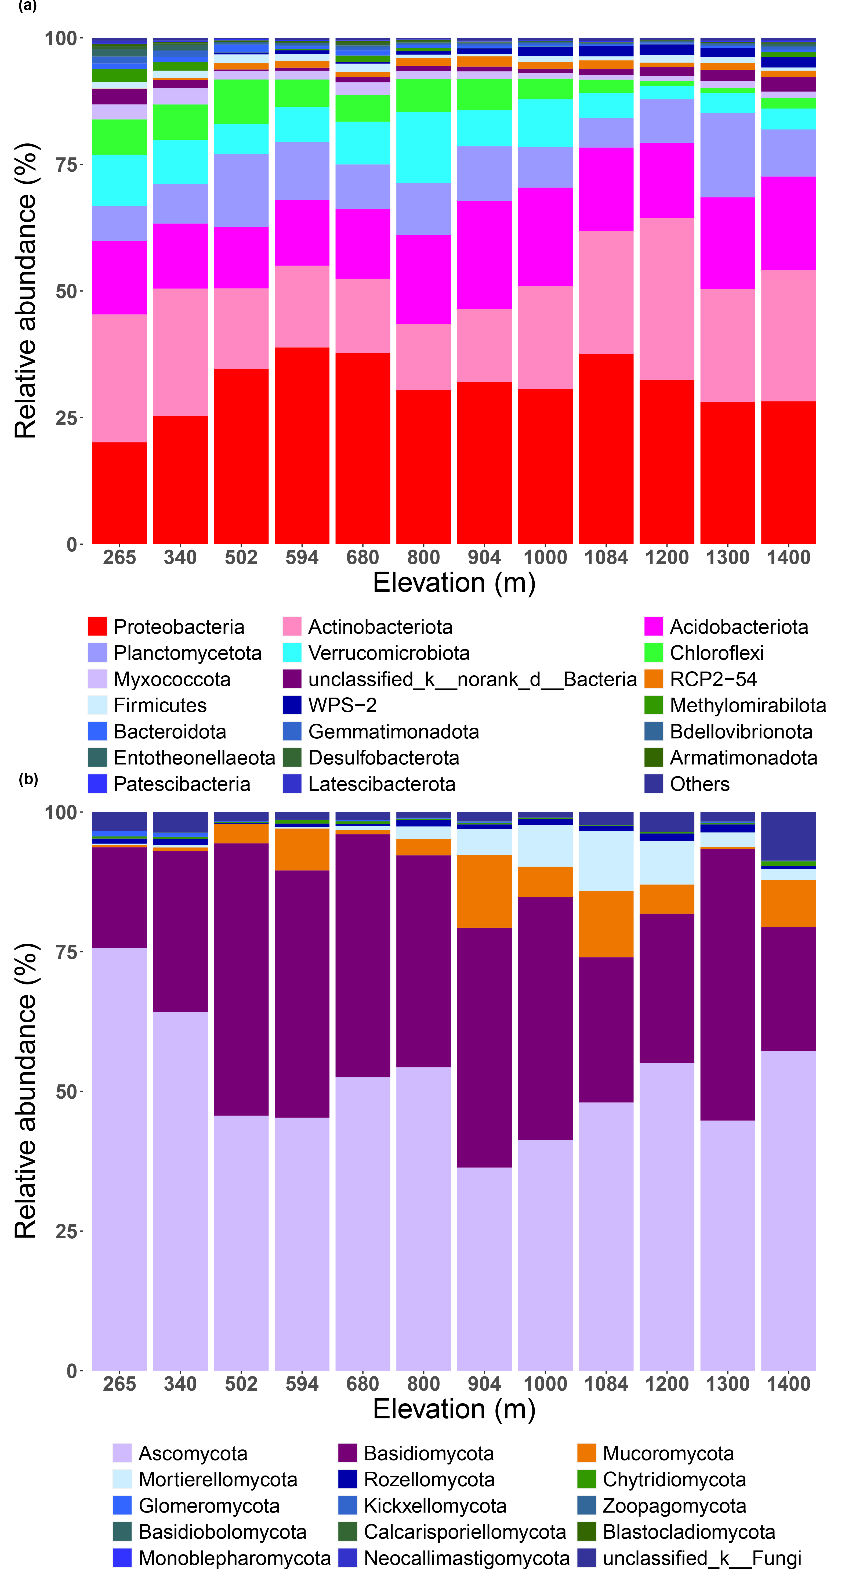 (a)
Relative abundance (%)
100
75
50
25
0
265 340 502 594 680 800 904 1000 1084 1200 1300 1400
Elevation (m)
Proteobacteria Actinobacteriota Acidobacteriota
Planctomycetota Verrucomicrobiota Chloroflexi
Myxococcota unclassified_k__norank_d__Bacteria RCP2−54
Firmicutes WPS−2 Methylomirabilota
Bacteroidota Gemmatimonadota Bdellovibrionota
Entotheonellaeota Desulfobacterota Armatimonadota
Patescibacteria Latescibacterota Others
(b)
Relative abundance (%)
100
75
50
25
0
265 340 502 594 680 800 904 1000 1084 1200 1300 1400
Elevation (m)
Ascomycota Basidiomycota Mucoromycota
Mortierellomycota Rozellomycota Chytridiomycota
Glomeromycota Kickxellomycota Zoopagomycota
Basidiobolomycota Calcarisporiellomycota Blastocladiomycota
Monoblepharomycota Neocallimastigomycota unclassified_k__Fungi